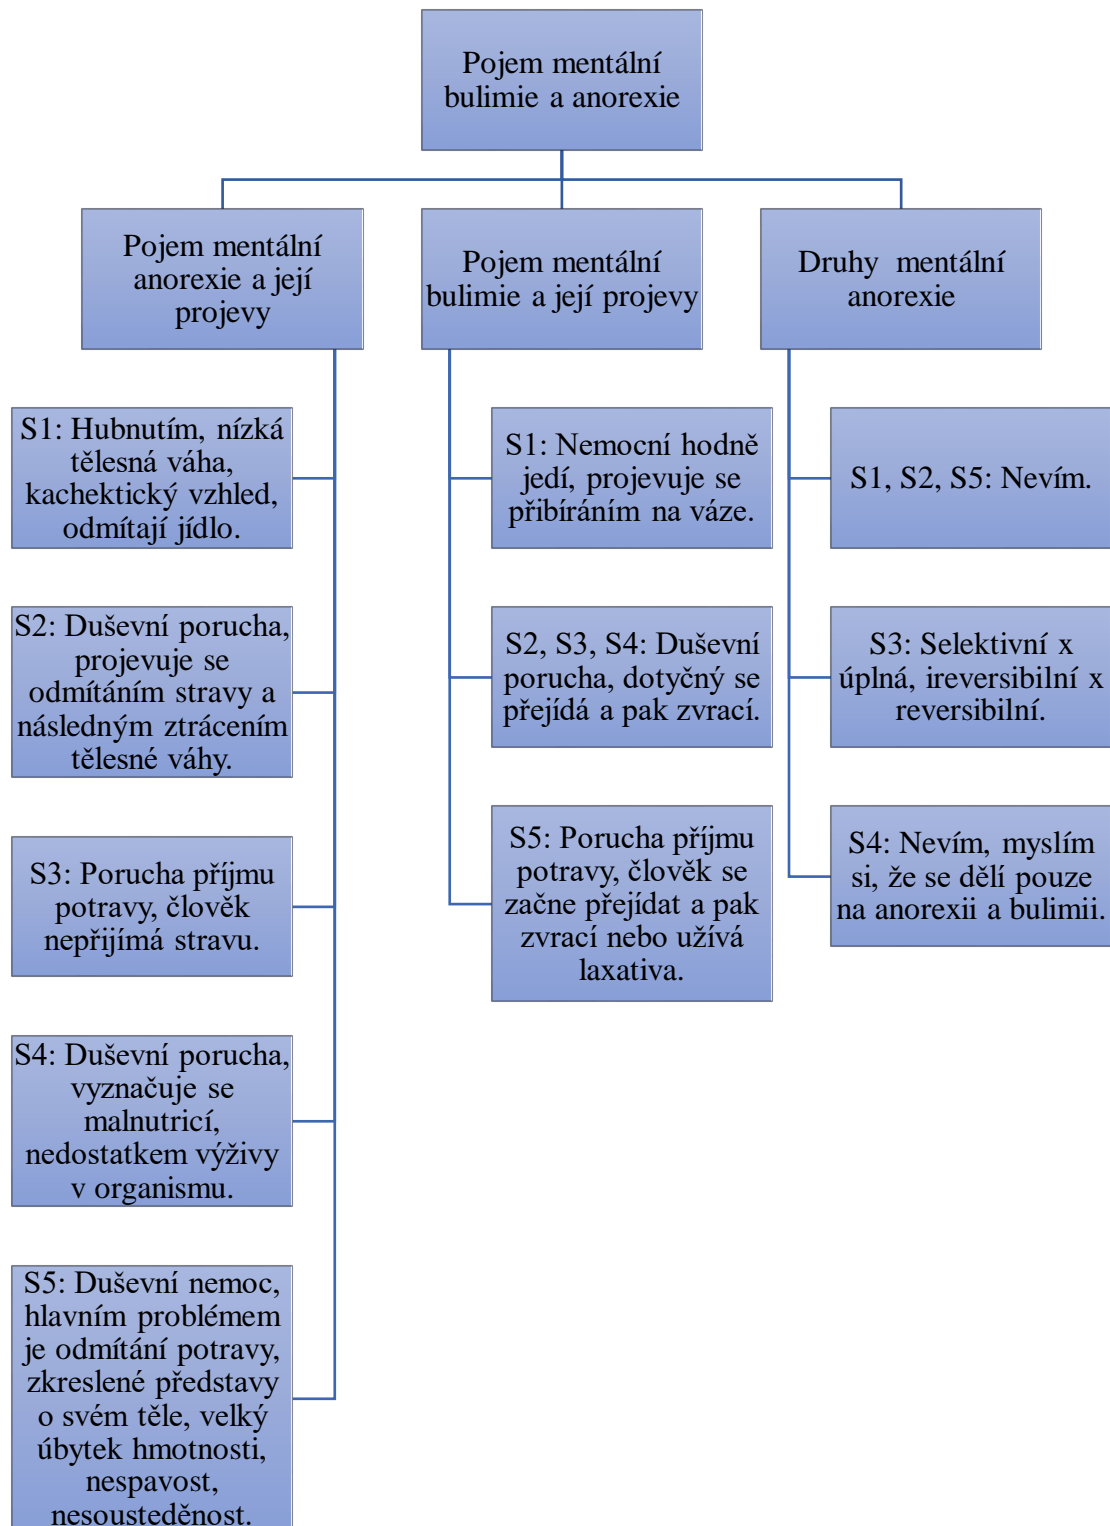 Pojem mentální
bulimie a anorexie
Pojem mentální
anorexie a její
projevy
S1: Hubnutím, nízká
tělesná váha,
kachektický vzhled,
odmítají jídlo.
S2: Duševní porucha,
projevuje se
odmítáním stravy a
následným ztrácením
tělesné váhy.
S3: Porucha příjmu
potravy, člověk
nepřijímá stravu.
S4: Duševní porucha,
vyznačuje se
malnutricí,
nedostatkem výživy
v organismu.
S5: Duševní nemoc,
hlavním problémem
je odmítání potravy,
zkreslené představy
o svém těle, velký
úbytek hmotnosti,
nespavost,
nesousteděnost.
Pojem mentální
bulimie a její projevy
S1: Nemocní hodně
jedí, projevuje se
přibíráním na váze.
S2, S3, S4: Duševní
porucha, dotyčný se
přejídá a pak zvrací.
S5: Porucha příjmu
potravy, člověk se
začne přejídat a pak
zvrací nebo užívá
laxativa.
Druhy mentální
anorexie
S1, S2, S5: Nevím.
S3: Selektivní x
úplná, ireversibilní x
reversibilní.
S4: Nevím, myslím
si, že se dělí pouze
na anorexii a bulimii.